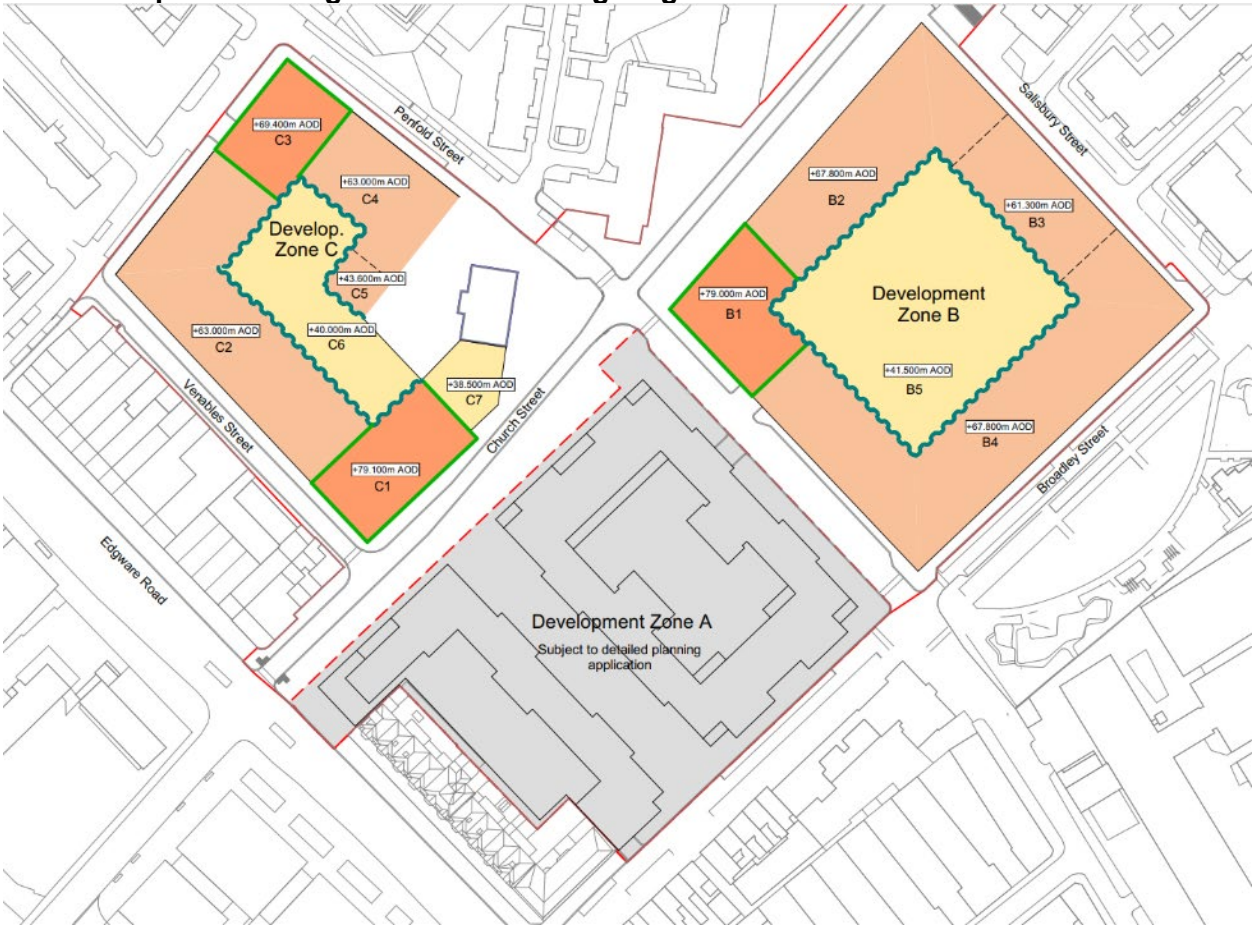 Penfold Street
Salisbury Street
+69.400m AOD
C3
+63.000m AOD
C4
+67.800m AOD
B2
+61.300m AOD
B3
Develop.
Zone C
+43.600m AOD
C5
+79.000m AOD
B1
Development
Zone B
+63.000m AOD
C2
+40.000m AOD
C6
+41.500m AOD
B5
+38.500m AOD
C7
Venables Street
Church Street
+67.800m AOD
B4
Broadley Street
+79.100m AOD
C1
Edgware Road
Development Zone A
Subject to detailed planning
application